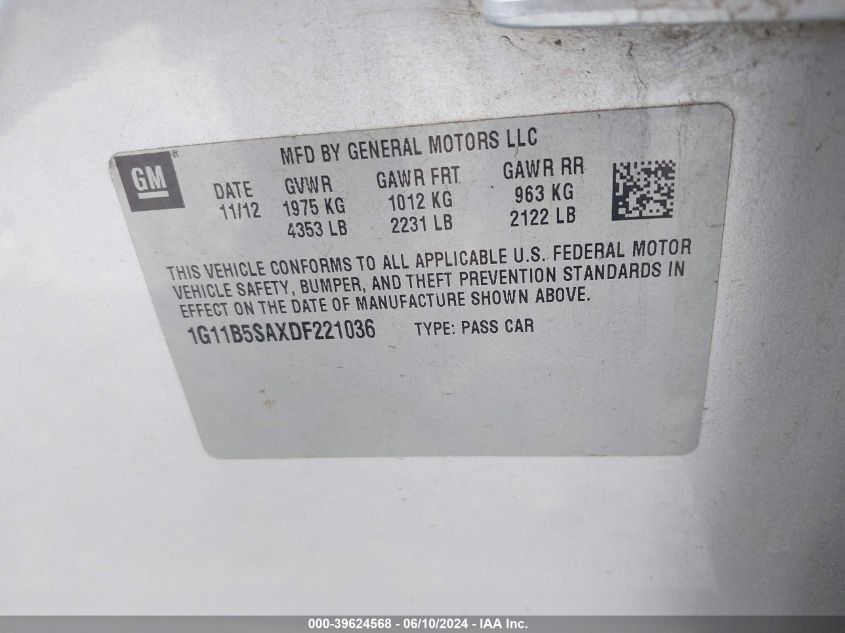 MFD BY GENERAL MOTORS LLC
GM®
DATE GVWR GAWR FRT GAWR RR
11/12 1975 KG 1012 KG 963 KG
4353 LB 2231 LB 2122 LB
THIS VEHICLE CONFORMS TO ALL APPLICABLE U.S. FEDERAL MOTOR
VEHICLE SAFETY, BUMPER, AND THEFT PREVENTION STANDARDS IN
EFFECT ON THE DATE OF MANUFACTURE SHOWN ABOVE.
1G11B5SAXDF221036 TYPE: PASS CAR
000-39624568 - 06/10/2024 - IAA Inc.